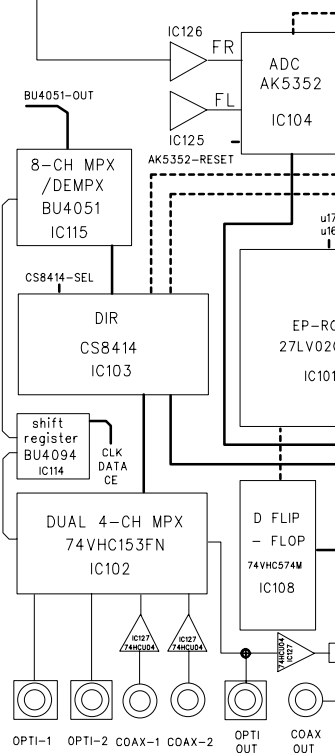 IC126
FR
ADC
AK5352
IC104
FL
BU4051-OUT
IC125
AK5352-RESET
8-CH MPX
/DEMPX
BU4051
IC115
u17
u16
CS8414-SEL
DIR
CS8414
IC103
EP-RO
27LV02
IC101
shift
register
BU4094
IC114
CLK
DATA
CE
DUAL 4-CH MPX
74VHC153FN
IC102
D FLIP
- FLOP
74VHC574M
IC108
IC127
74HCU04
IC127
74HCU04
74HCU04
IC127
OPTI-1
OPTI-2
COAX-1
COAX-2
OPTI
OUT
COAX
OUT